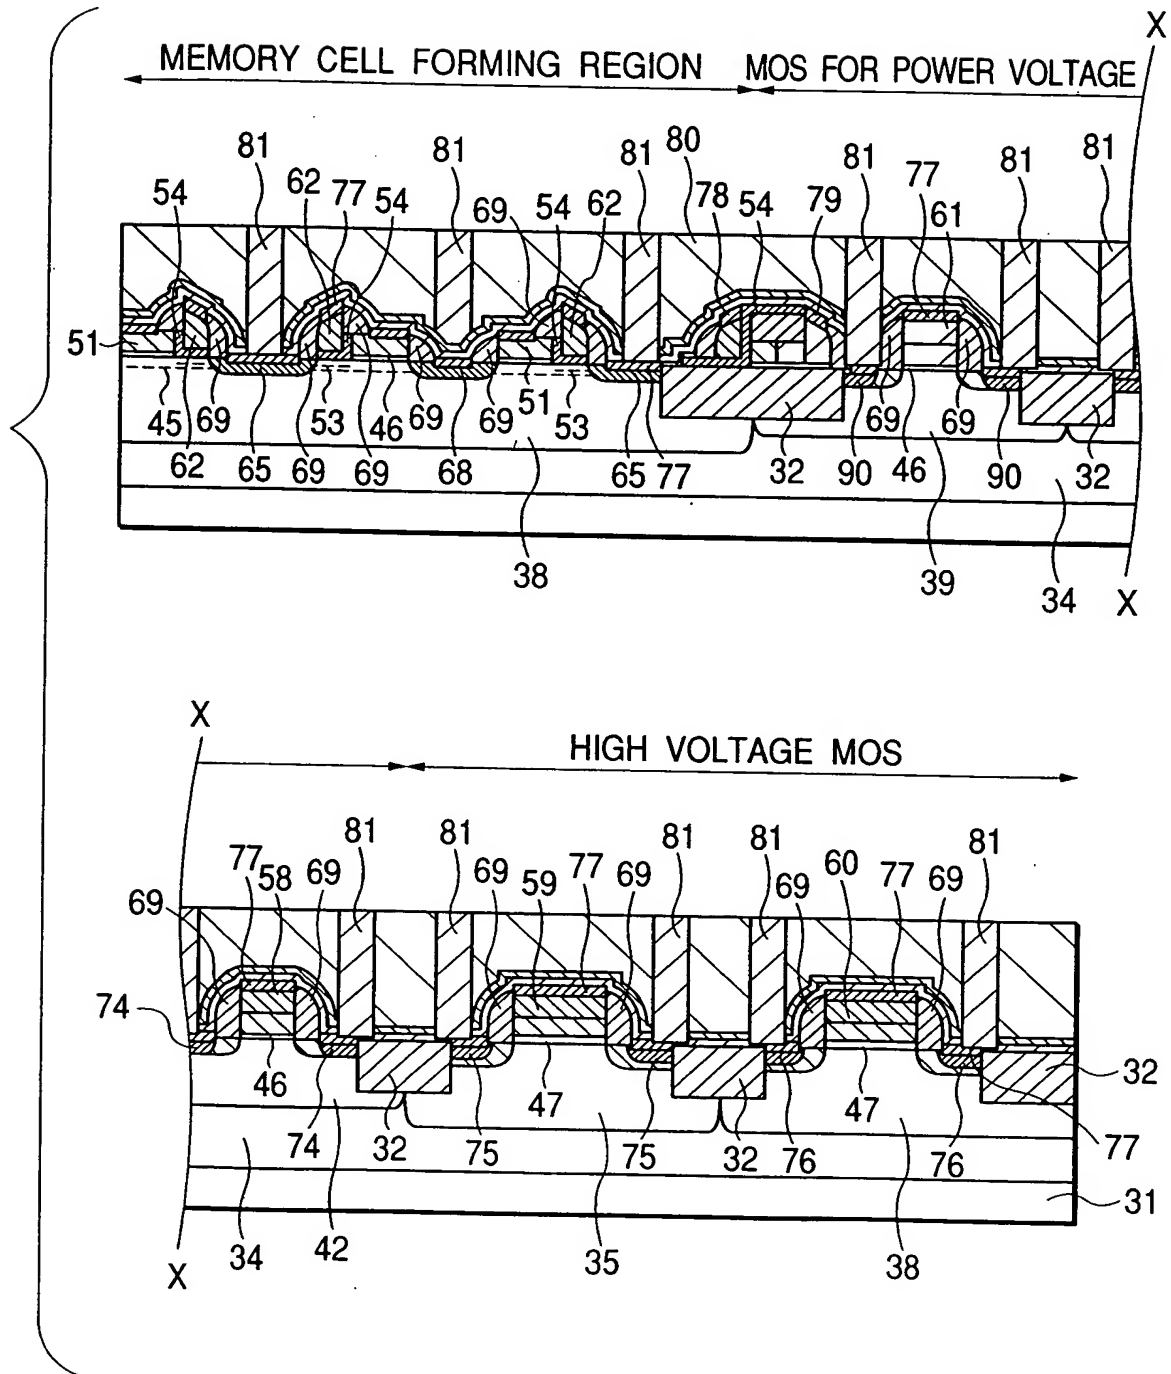 X
MEMORY CELL FORMING REGION MOS FOR POWER VOLTAGE
81 81 81 80 81 81 81
54 62 77 54 69 54 62 78 54 79 77 61
51
45 69 53 46 69 69 51 53 32 69 46 69 32
62 65 69 69 68 65 77 90 90
38 39 34
X
X
HIGH VOLTAGE MOS
81 81 81 81 81
69 77 58 69 69 59 77 69 69 60 77 69
74
46 47 47 32
74 32 75 75 32 76 76 77
31
34 42 35 38
X